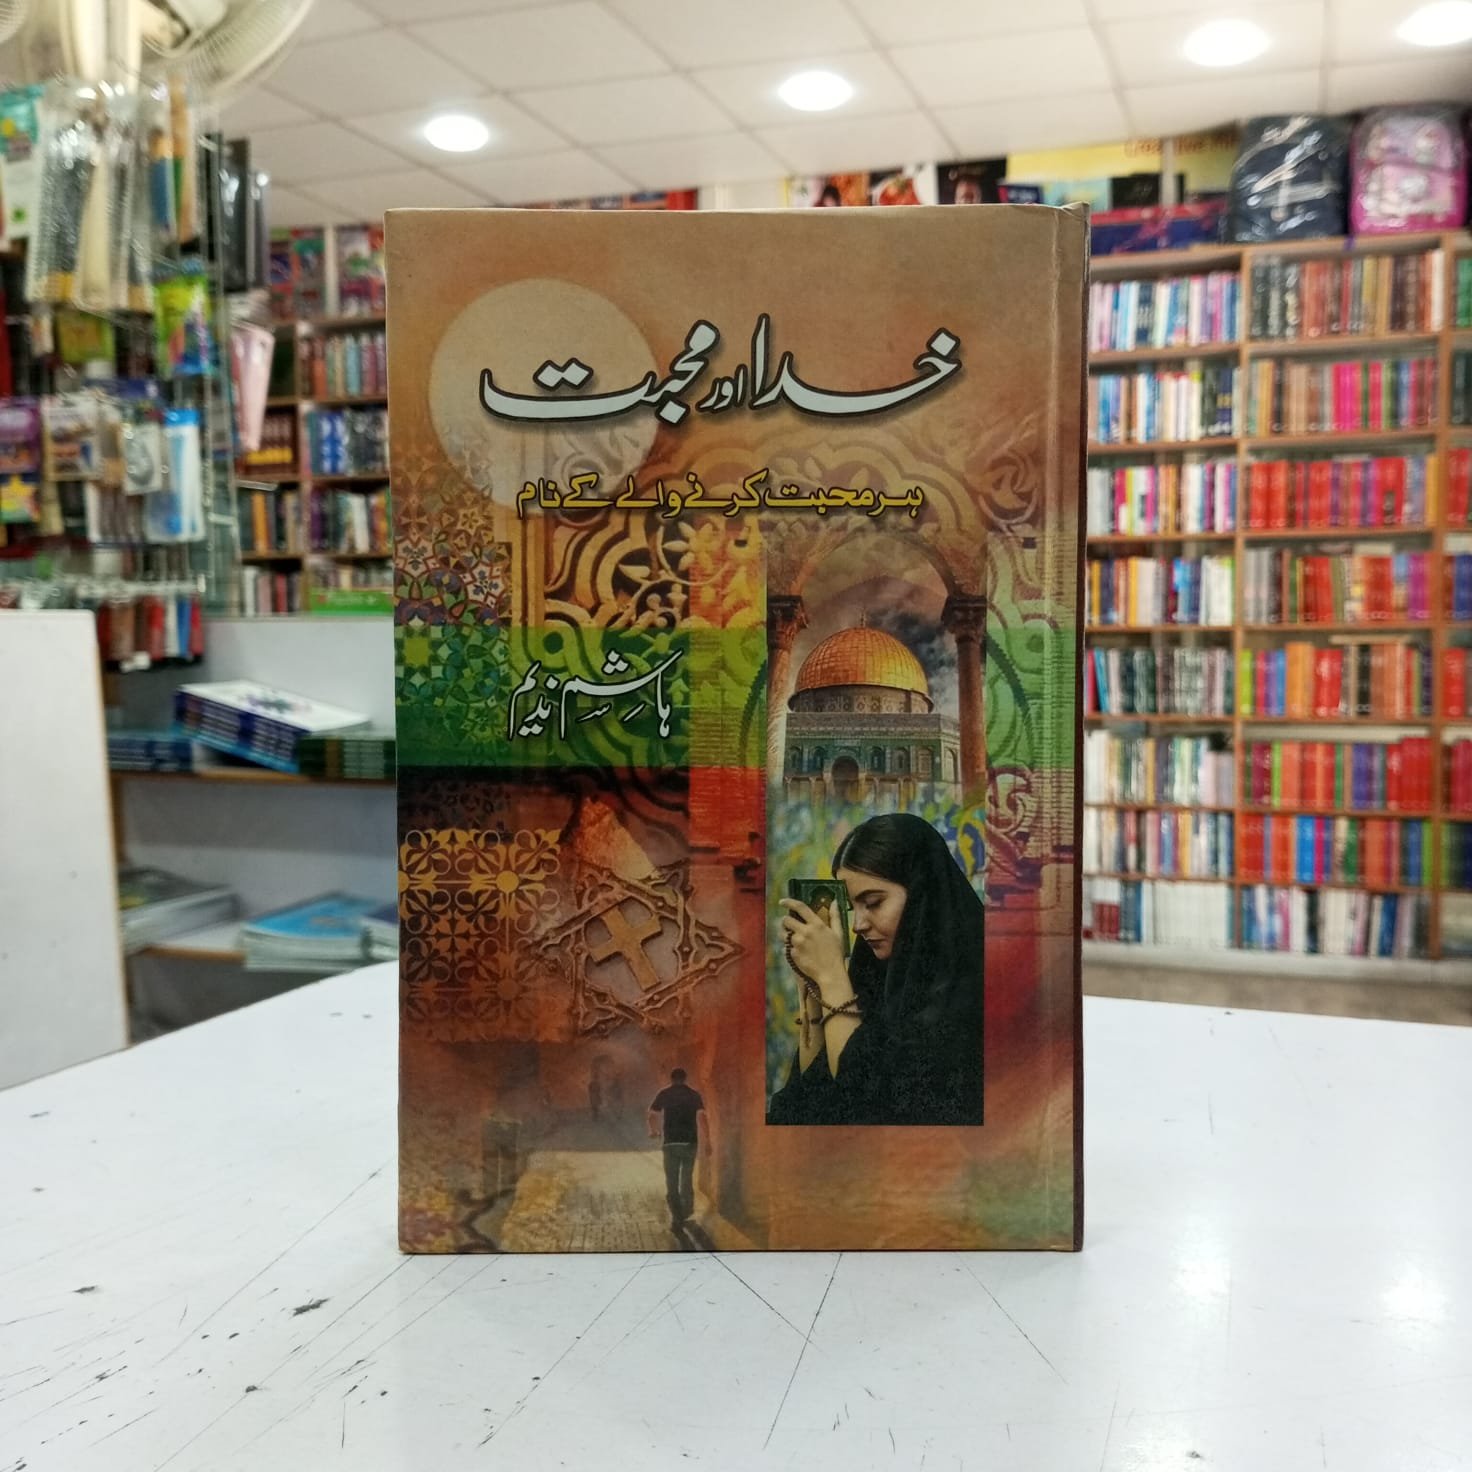 خدا اور محبت
ہر محبت کرنے والے کے نام
ہاشم ندیم